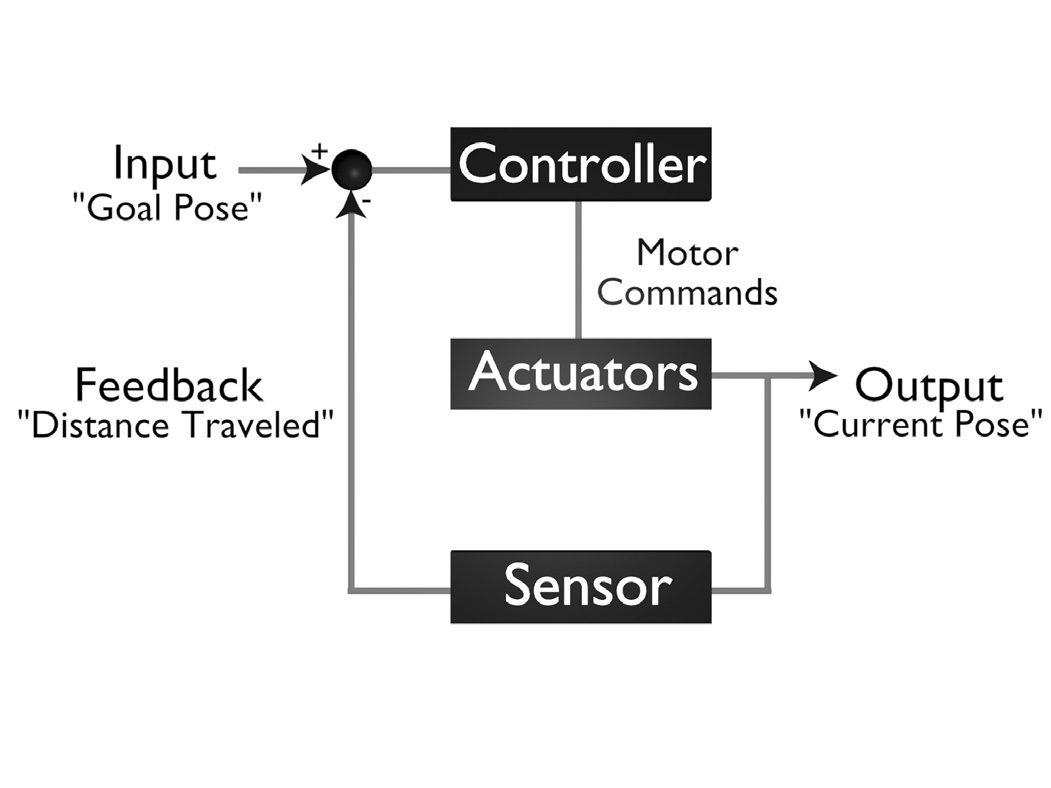 Input
"Goal Pose"
+
-
Controller
Motor
Commands
Actuators
Output
"Current Pose"
Feedback
"Distance Traveled"
Sensor